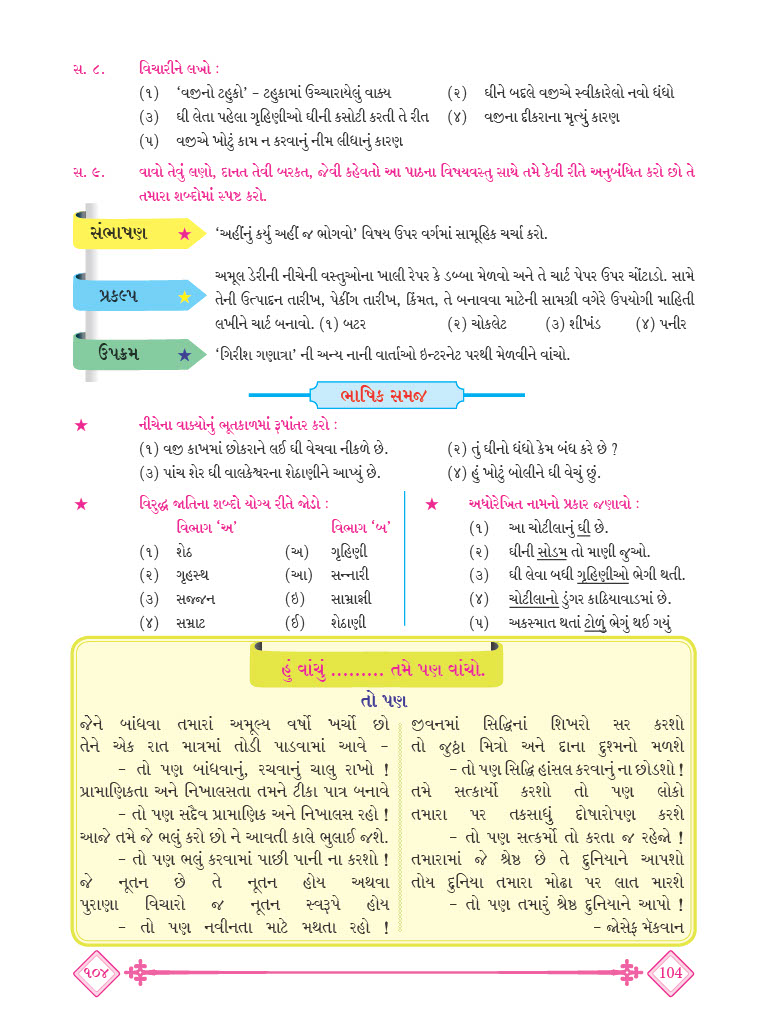 સ. ૮. વિચારીને લખો :
(૧) ‘વજીનો ટહુકો’ – ટહુકામાં ઉચ્ચારાયેલું વાક્ય (૨) ઘીને બદલે વજીએ સ્વીકારેલો નવો ધંધો
(૩) ઘી લેતા પહેલા ગૃહિણીઓ ઘીની કસોટી કરતી તે રીત (૪) વજીના દીકરાના મૃત્યું કારણ
(૫) વજીએ ખોટું કામ ન કરવાનું નીમ લીધાનું કારણ
સ. ૯. વાવો તેવું લણો, દાનત તેવી બરકત, જેવી કહેવતો આ પાઠના વિષયવસ્તુ સાથે તમે કેવી રીતે અનુબંધિત કરો છો તે
તમારા શબ્દોમાં સ્પષ્ટ કરો.
સંભાષણ ★ ‘અહીંનું કર્યુ અહીં જ ભોગવો’ વિષય ઉપર વર્ગમાં સામૂહિક ચર્ચા કરો.
અમૂલ ડેરીની નીચેની વસ્તુઓના ખાલી રેપર કે ડબ્બા મેળવો અને તે ચાર્ટ પેપર ઉપર ચોંટાડો. સામે
પ્રકલ્પ ★ તેની ઉત્પાદન તારીખ, પેકીંગ તારીખ, કિંમત, તે બનાવવા માટેની સામગ્રી વગેરે ઉપયોગી માહિતી
લખીને ચાર્ટ બનાવો. (૧) બટર (૨) ચોકલેટ (૩) શીખંડ (૪) પનીર
ઉપક્રમ ★ ‘ગિરીશ ગણાત્રા’ ની અન્ય નાની વાર્તાઓ ઇન્ટરનેટ પરથી મેળવીને વાંચો.
ભાષિક સમજ
★ નીચેના વાક્યોનું ભૂતકાળમાં રૂપાંતર કરો :
(૧) વજી કાખમાં છોકરાને લઈ ઘી વેચવા નીકળે છે. (૨) તું ઘીનો ધંધો કેમ બંધ કરે છે ?
(૩) પાંચ શેર ઘી વાલકેશ્વરના શેઠાણીને આપ્યું છે. (૪) હું ખોટું બોલીને ઘી વેચું છું.
★ વિરુદ્ધ જાતિના શબ્દો યોગ્ય રીતે જોડો :
વિભાગ ‘અ’ વિભાગ ‘બ’
(૧) શેઠ (અ) ગૃહિણી
(૨) ગૃહસ્થ (આ) સન્નારી
(૩) સજ્જન (ઇ) સામ્રાજ્ઞી
(૪) સમ્રાટ (ઈ) શેઠાણી
★ અધોરેખિત નામનો પ્રકાર જણાવો :
(૧) આ ચોટીલાનું ઘી છે.
(૨) ઘીની સોડમ તો માણી જુઓ.
(૩) ઘી લેવા બધી ગૃહિણીઓ ભેગી થતી.
(૪) ચોટીલાનો ડુંગર કાઠિયાવાડમાં છે.
(૫) અકસ્માત થતાં ટોળું ભેગું થઈ ગયું
હું વાંચું ......... તમે પણ વાંચો.
તો પણ
જેને બાંધવા તમારાં અમૂલ્ય વર્ષો ખર્ચો છો
તેને એક રાત માત્રમાં તોડી પાડવામાં આવે –
– તો પણ બાંધવાનું, રચવાનું ચાલુ રાખો !
પ્રામાણિકતા અને નિખાલસતા તમને ટીકા પાત્ર બનાવે
– તો પણ સદૈવ પ્રામાણિક અને નિખાલસ રહો !
આજે તમે જે ભલું કરો છો ને આવતી કાલે ભુલાઈ જશે.
– તો પણ ભલું કરવામાં પાછી પાની ના કરશો !
જે નૂતન છે તે નૂતન હોય અથવા
પુરાણા વિચારો જ નૂતન સ્વરૂપે હોય
– તો પણ નવીનતા માટે મથતા રહો !
જીવનમાં સિદ્ધિનાં શિખરો સર કરશો
તો જુઠ્ઠા મિત્રો અને દાના દુશ્મનો મળશે
– તો પણ સિદ્ધિ હાંસલ કરવાનું ના છોડશો !
તમે સત્કાર્યો કરશો તો પણ લોકો
તમારા પર તકસાધું દોષારોપણ કરશે
– તો પણ સત્કર્મો તો કરતા જ રહેજો !
તમારામાં જે શ્રેષ્ઠ છે તે દુનિયાને આપશો
તોય દુનિયા તમારા મોઢા પર લાત મારશે
– તો પણ તમારું શ્રેષ્ઠ દુનિયાને આપો !
– જોસેફ મૅકવાન
૧૦૪ 104